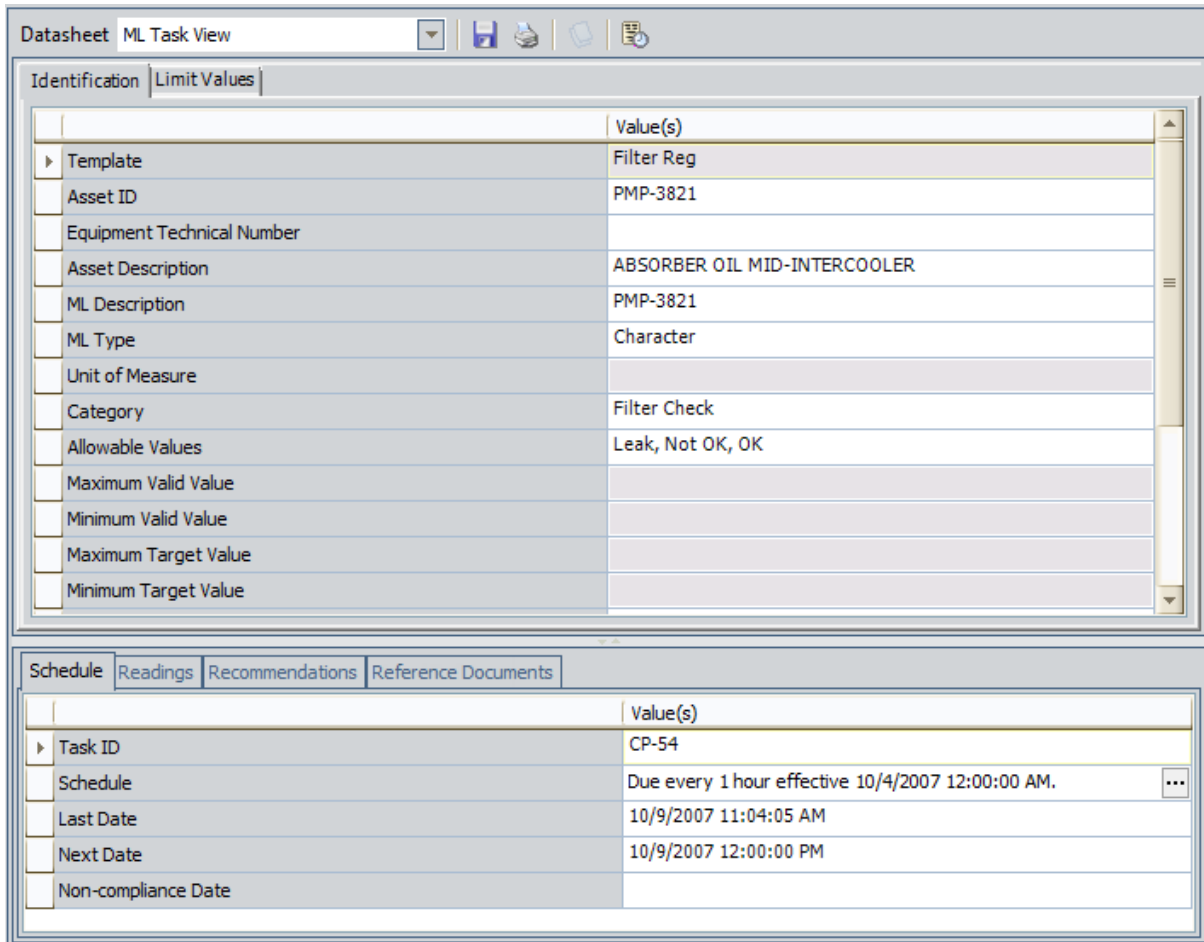 Datasheet ML Task View
Identification Limit Values
Value(s)
Template Filter Reg
Asset ID PMP-3821
Equipment Technical Number
Asset Description ABSORBER OIL MID-INTERCOOLER
ML Description PMP-3821
ML Type Character
Unit of Measure
Category Filter Check
Allowable Values Leak, Not OK, OK
Maximum Valid Value
Minimum Valid Value
Maximum Target Value
Minimum Target Value
Schedule Readings Recommendations Reference Documents
Value(s)
Task ID CP-54
Schedule Due every 1 hour effective 10/4/2007 12:00:00 AM. ...
Last Date 10/9/2007 11:04:05 AM
Next Date 10/9/2007 12:00:00 PM
Non-compliance Date